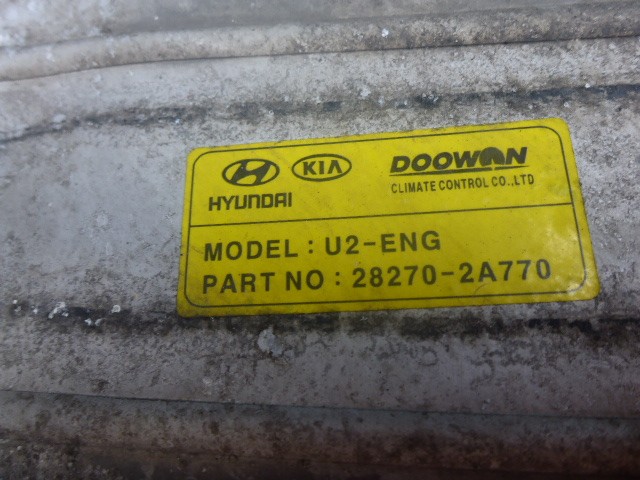 HYUNDAI KIA DOOWON
CLIMATE CONTROL CO.,LTD
MODEL : U2-ENG
PART NO : 28270-2A770